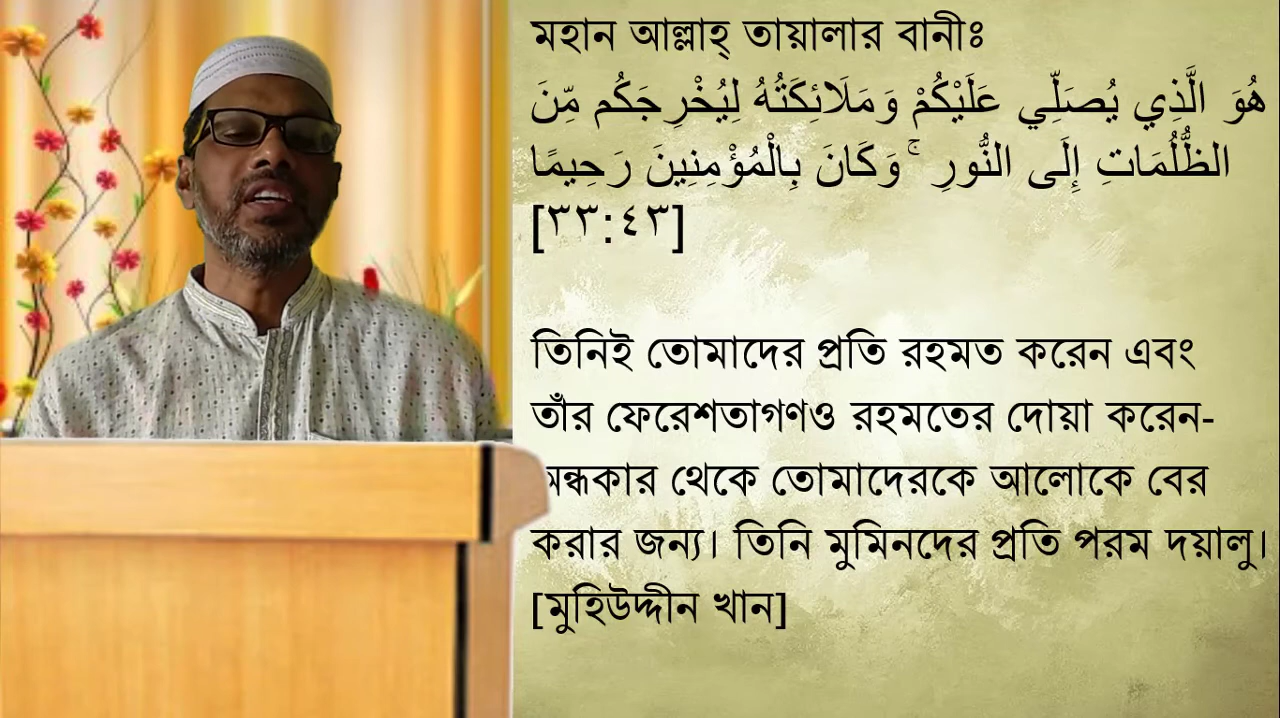 মহান আল্লাহ্ তায়ালার বানীঃ
هُوَ الَّذِي يُصَلِّي عَلَيْكُمْ وَمَلَائِكَتُهُ لِيُخْرِجَكُم مِّنَ
الظُّلُمَاتِ إِلَى النُّورِ ۚ وَكَانَ بِالْمُؤْمِنِينَ رَحِيمًا
[٣٣:٤٣]
তিনিই তোমাদের প্রতি রহমত করেন এবং
তাঁর ফেরেশতাগণও রহমতের দোয়া করেন-
অন্ধকার থেকে তোমাদেরকে আলোকে বের
করার জন্য। তিনি মুমিনদের প্রতি পরম দয়ালু।
[মুহিউদ্দীন খান]